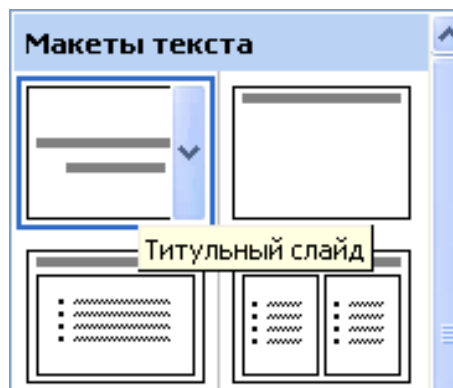 Макеты текста
Титульный слайд